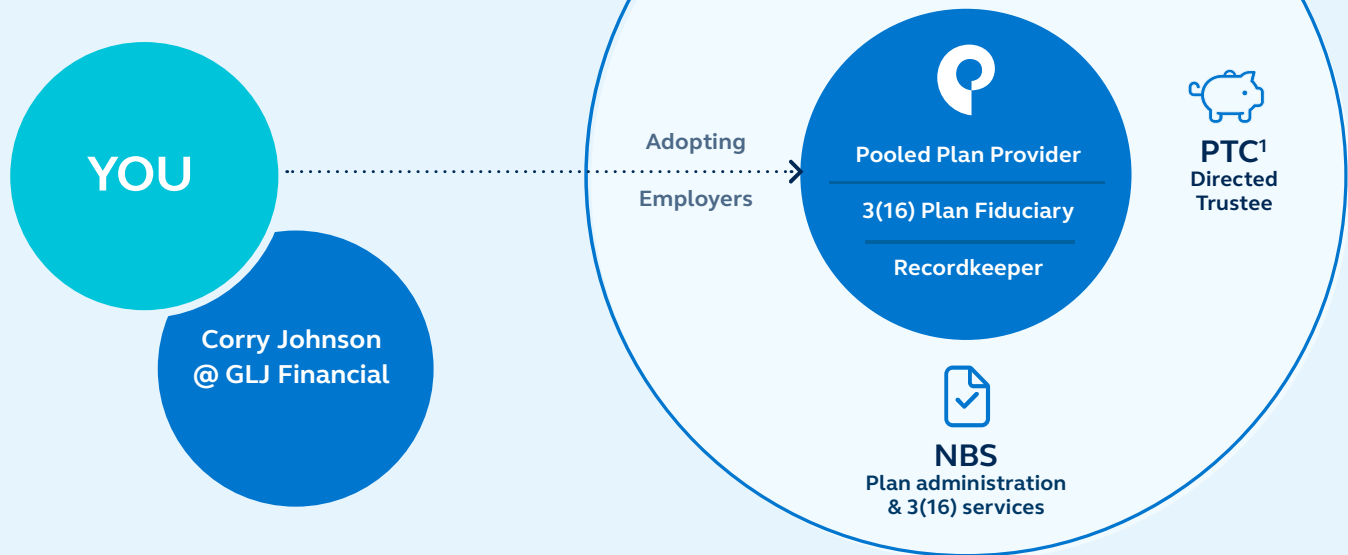 YOU
Corry Johnson
@ GLJ Financial
Adopting
Employers
Pooled Plan Provider
3(16) Plan Fiduciary
Recordkeeper
PTC¹
Directed
Trustee
NBS
Plan administration
& 3(16) services